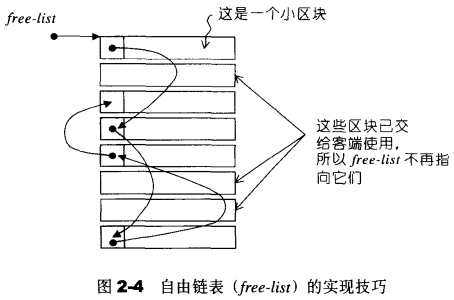 free-list
这是一个小区块
这些区块已交
给客端使用，
所以 free-list 不再指
向它们
图 2-4 自由链表（free-list）的实现技巧